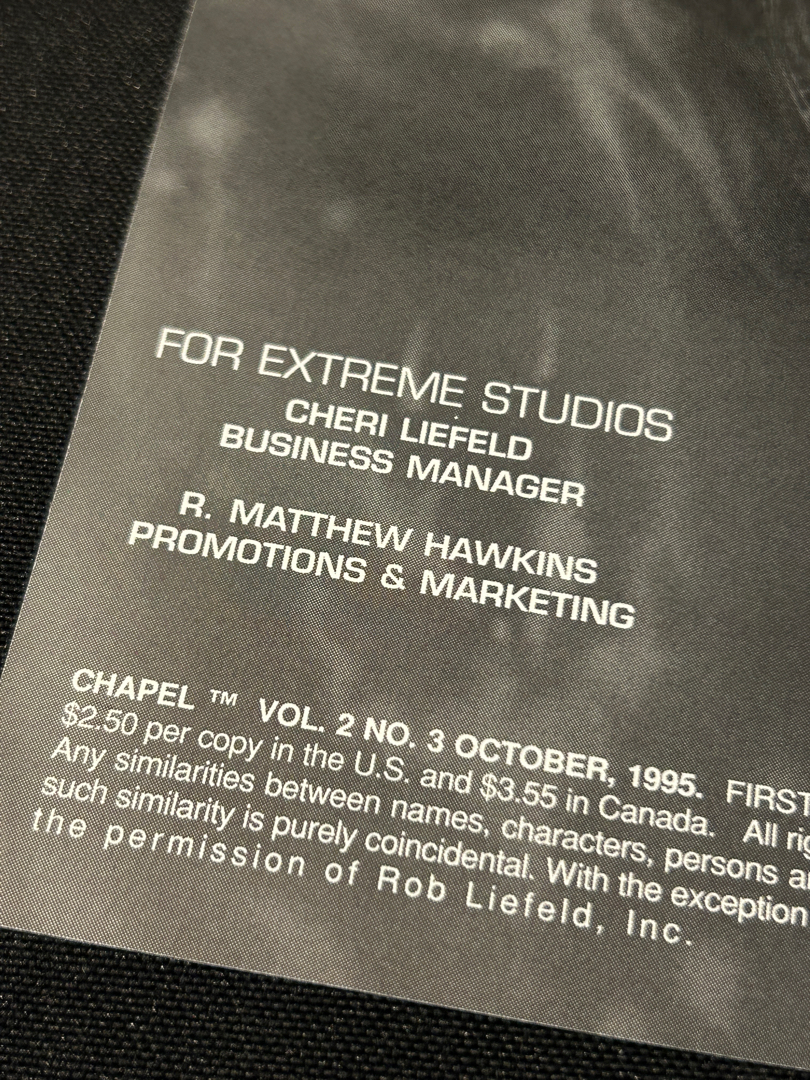 FOR EXTREME STUDIOS
CHERI LIEFELD
BUSINESS MANAGER
R. MATTHEW HAWKINS
PROMOTIONS & MARKETING
CHAPEL ™ VOL. 2 NO. 3 OCTOBER, 1995. FIRST
$2.50 per copy in the U.S. and $3.55 in Canada. All
Any similarities between names, characters, persons
such similarity is purely coincidental. With the exception
the permission of Rob Liefeld, Inc.